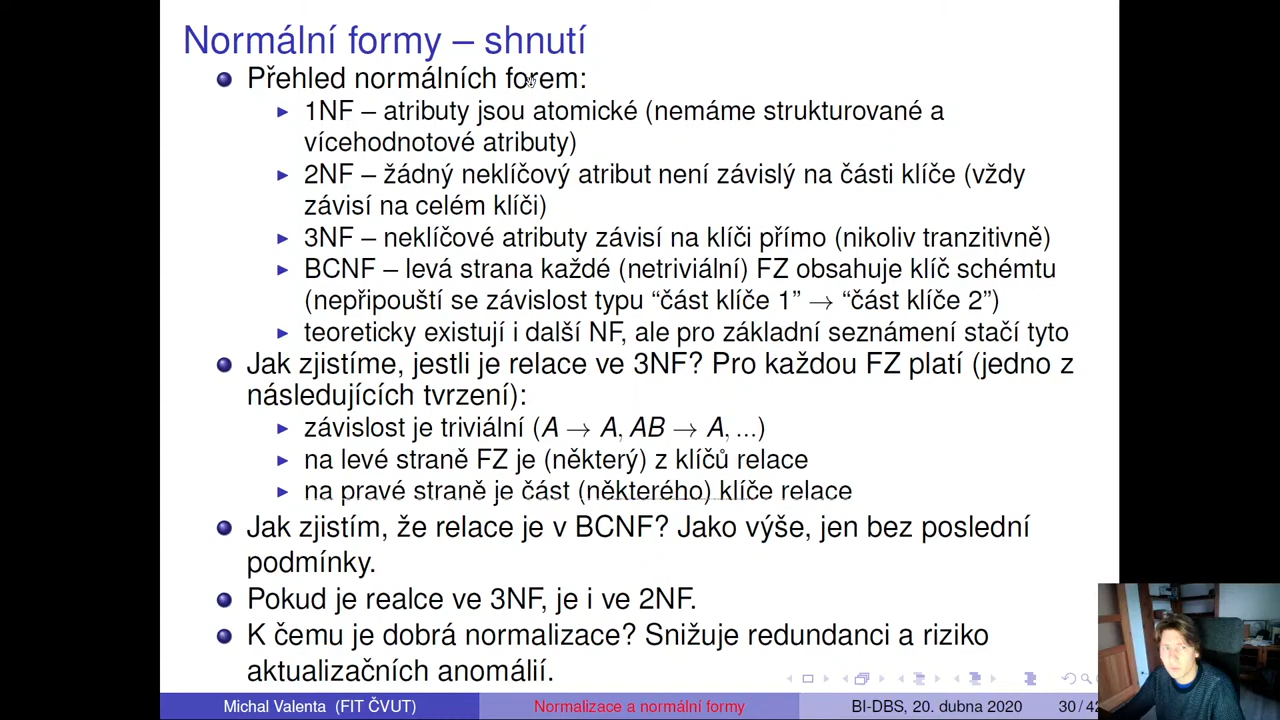 Normální formy – shnutí
Přehled normálních forem:
1NF – atributy jsou atomické (nemáme strukturované a
vícehodnotové atributy)
2NF – žádný neklíčový atribut není závislý na části klíče (vždy
závisí na celém klíči)
3NF – neklíčové atributy závisí na klíči přímo (nikoliv tranzitivně)
BCNF – levá strana každé (netriviální) FZ obsahuje klíč schémtu
(nepřipouští se závislost typu “část klíče 1” → “část klíče 2”)
teoreticky existují i další NF, ale pro základní seznámení stačí tyto
Jak zjistíme, jestli je relace ve 3NF? Pro každou FZ platí (jedno z
následujících tvrzení):
závislost je triviální (A → A, AB → A, ...)
na levé straně FZ je (některý) z klíčů relace
na pravé straně je část (některého) klíče relace
Jak zjistím, že relace je v BCNF? Jako výše, jen bez poslední
podmínky.
Pokud je realce ve 3NF, je i ve 2NF.
K čemu je dobrá normalizace? Snižuje redundanci a riziko
aktualizačních anomálií.
Michal Valenta (FIT ČVUT) Normalizace a normální formy BI-DBS, 20. dubna 2020 30 / 42